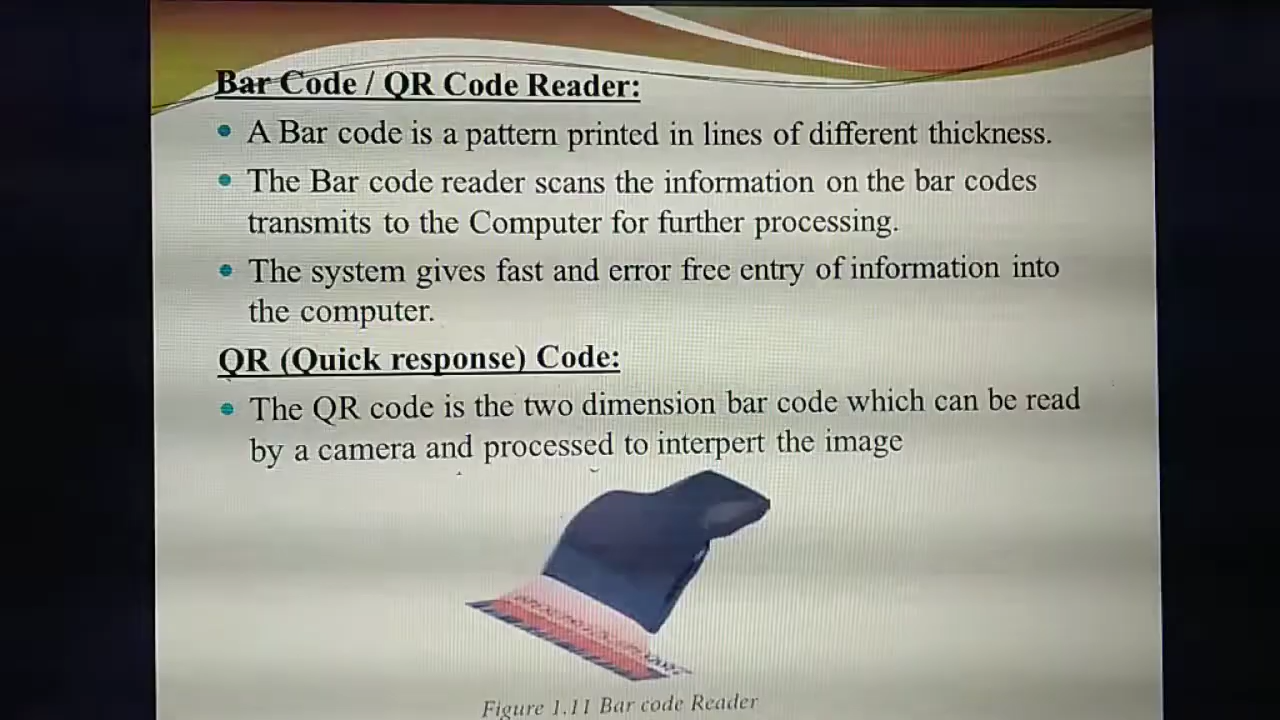 Bar Code / QR Code Reader:
A Bar code is a pattern printed in lines of different thickness.
The Bar code reader scans the information on the bar codes
transmits to the Computer for further processing.
The system gives fast and error free entry of information into
the computer.
QR (Quick response) Code:
The QR code is the two dimension bar code which can be read
by a camera and processed to interpert the image
Figure 1.11 Bar code Reader